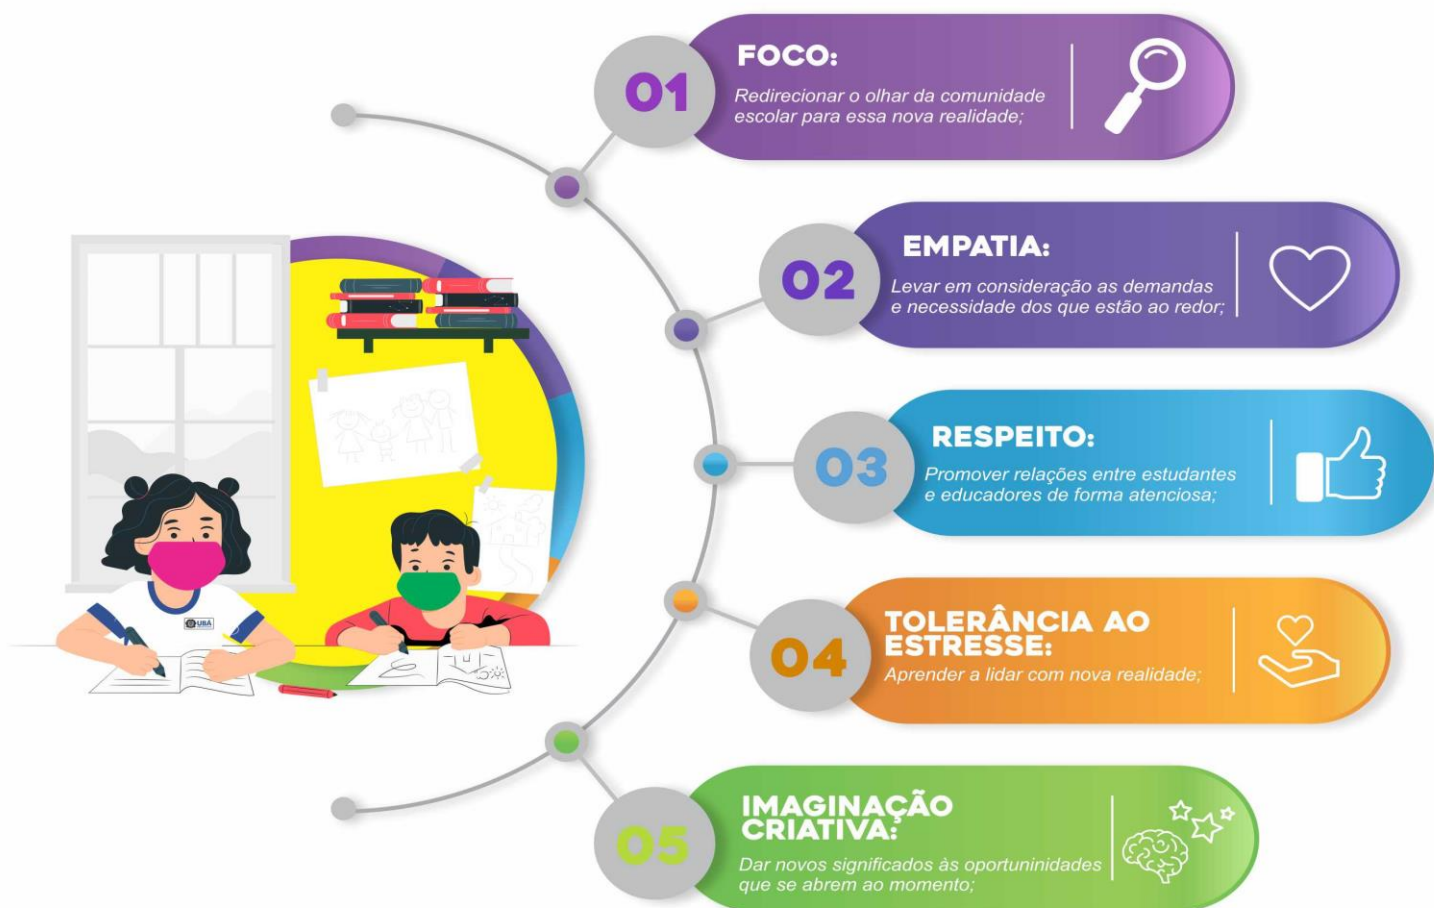 01
FOCO:
Redirecionar o olhar da comunidade
escolar para essa nova realidade;
02
EMPATIA:
Levar em consideração as demandas
e necessidade dos que estão ao redor;
03
RESPEITO:
Promover relações entre estudantes
e educadores de forma atenciosa;
04
TOLERÂNCIA AO
ESTRESSE:
Aprender a lidar com nova realidade;
UBÁ
05
IMAGINAÇÃO
CRIATIVA:
Dar novos significados às oportuninidades
que se abrem ao momento;